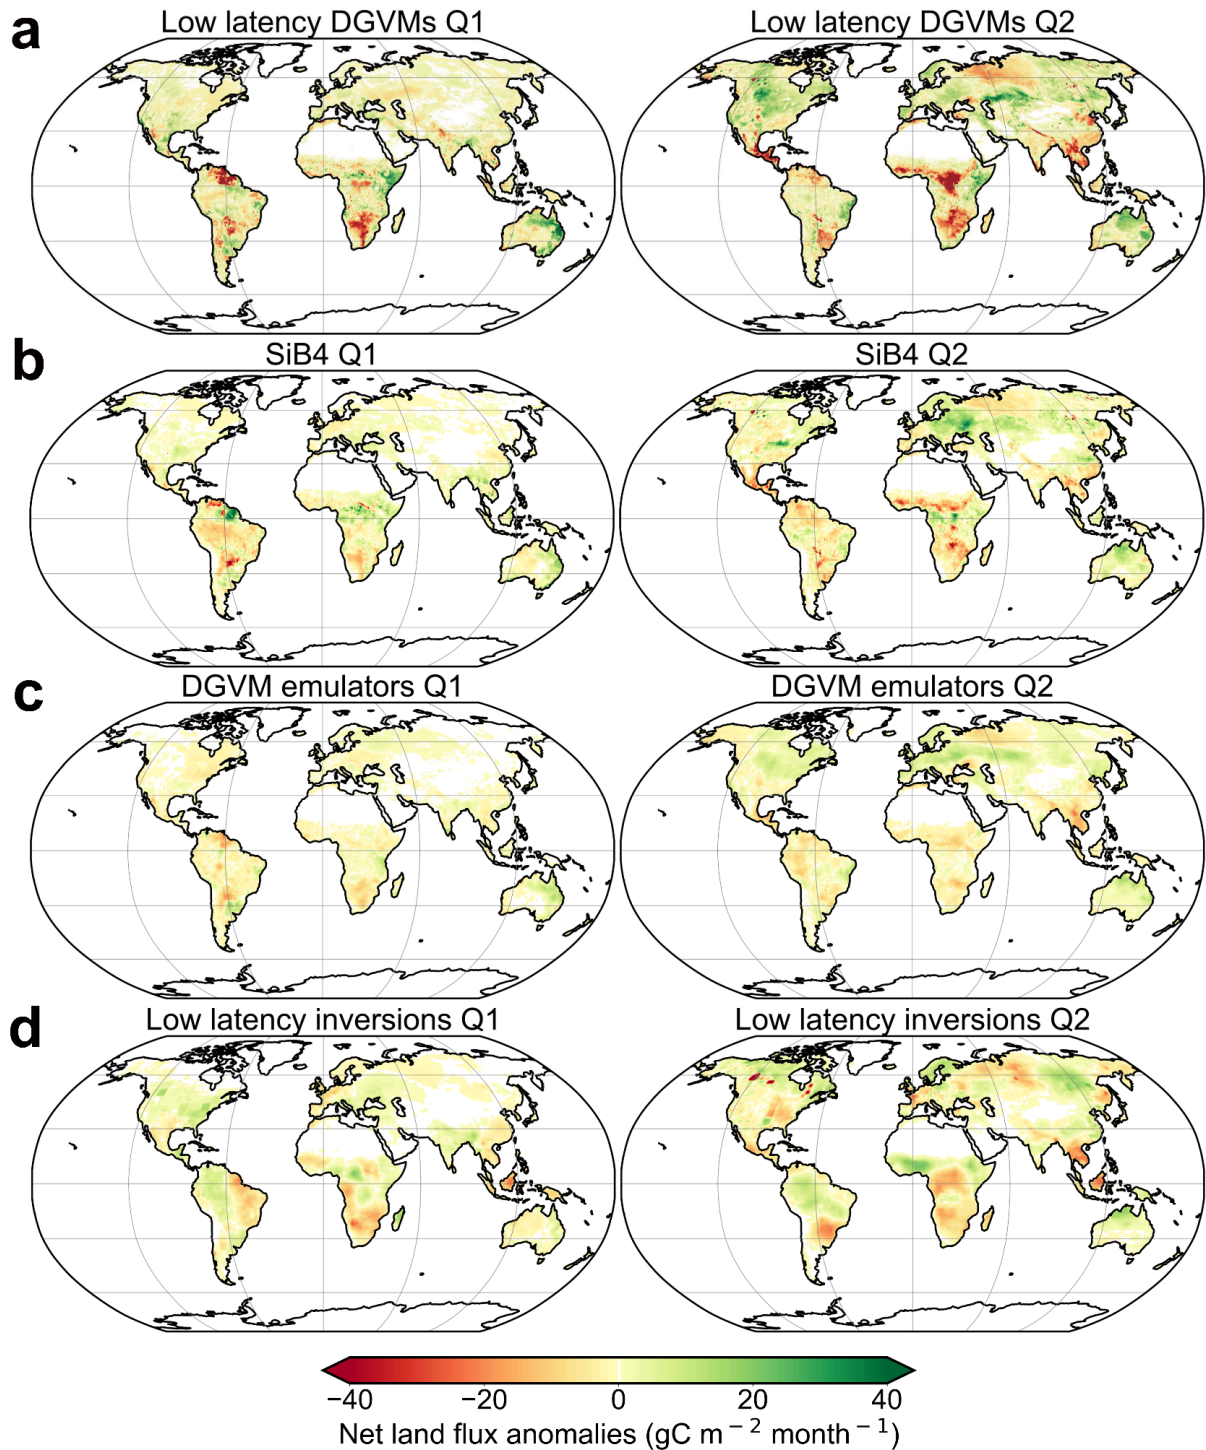 a
Low latency DGVMs Q1
Low latency DGVMs Q2
b
SiB4 Q1
SiB4 Q2
c
DGVM emulators Q1
DGVM emulators Q2
d
Low latency inversions Q1
Low latency inversions Q2
−40 −20 0 20 40
Net land flux anomalies (gC m⁻² month⁻¹)